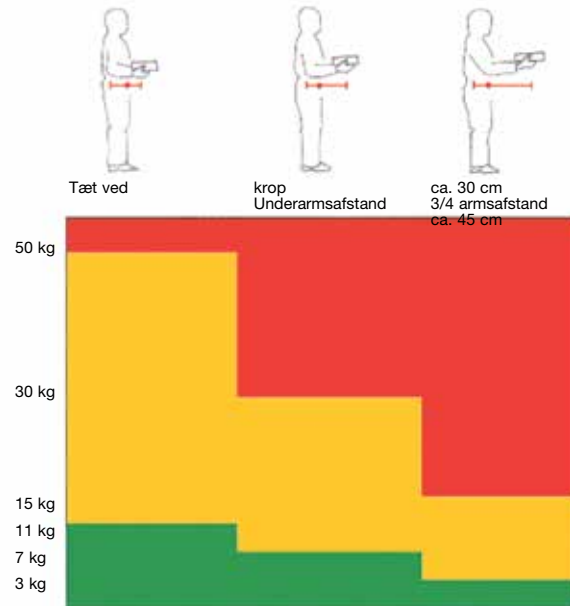 Tæt ved
krop
Underarmsafstand
ca. 30 cm
3/4 armsafstand
ca. 45 cm
50 kg
30 kg
15 kg
11 kg
7 kg
3 kg